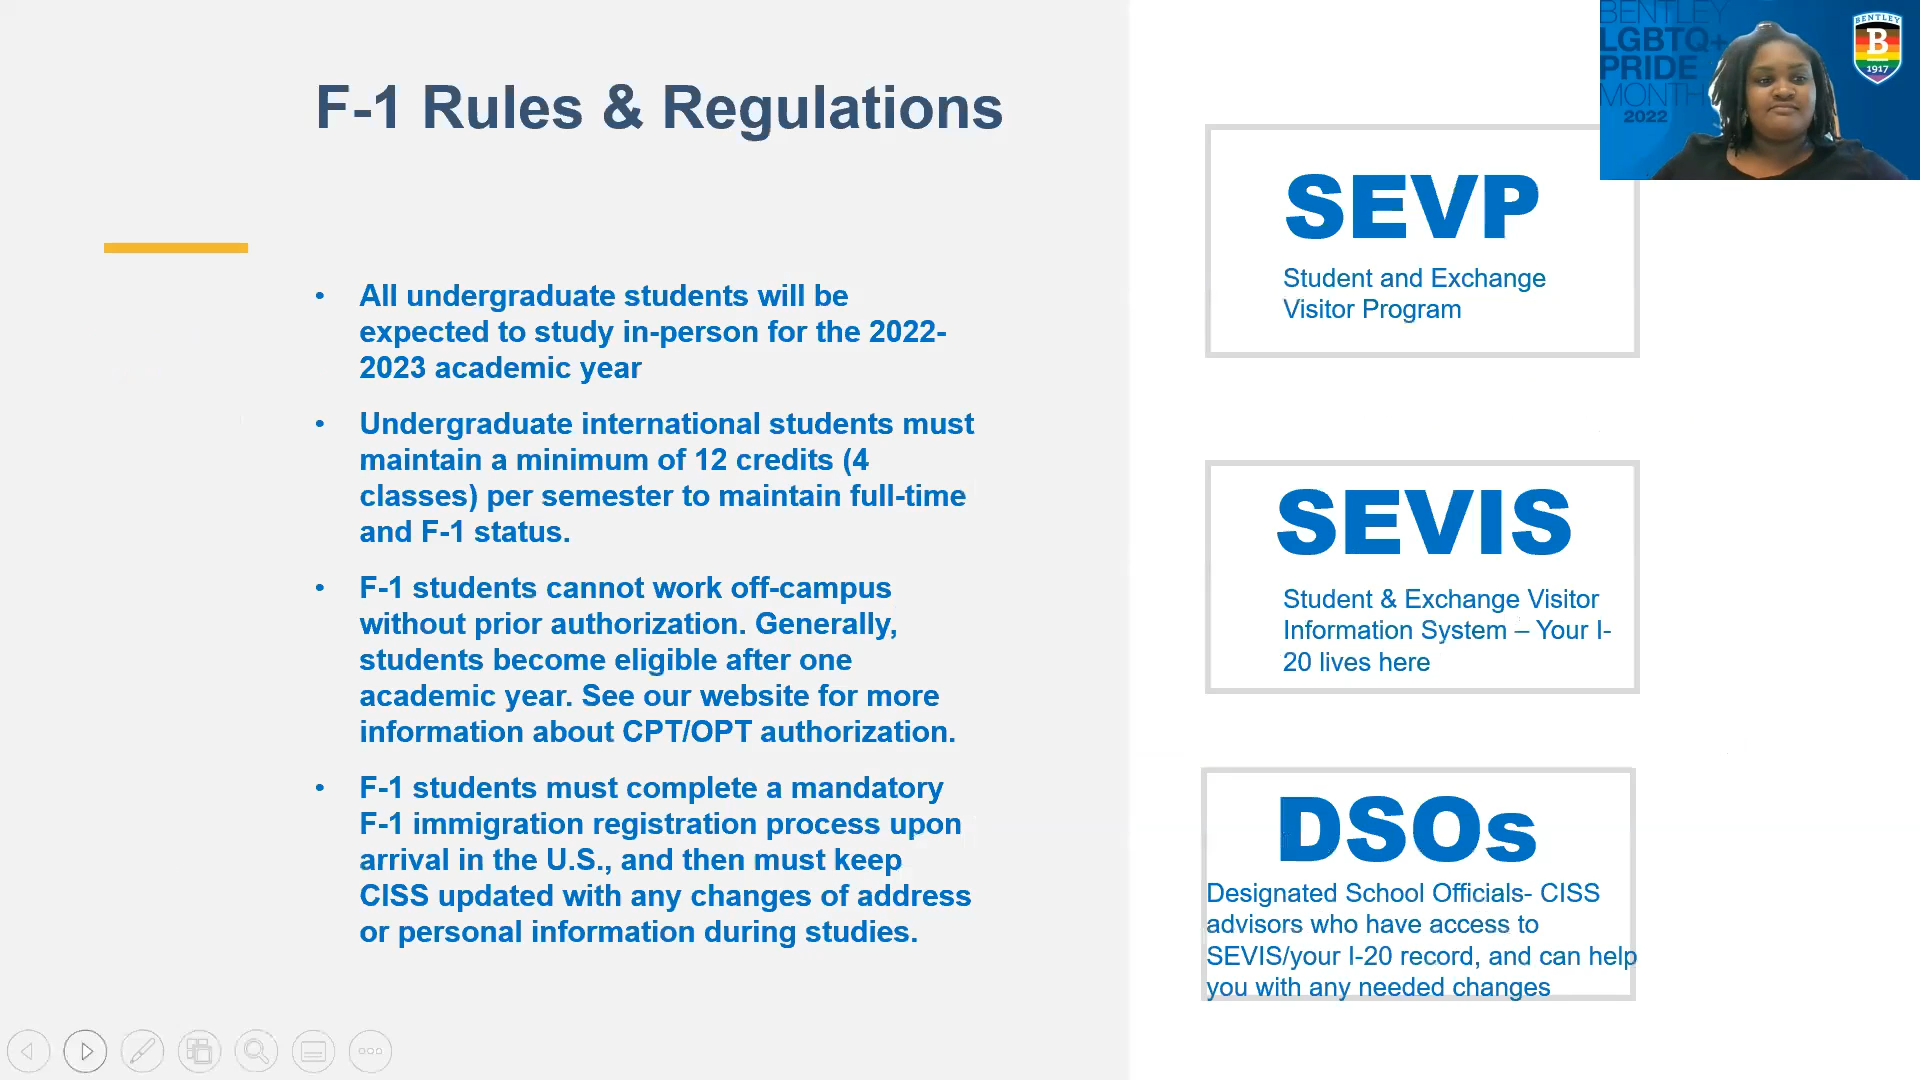 F-1 Rules & Regulations
• All undergraduate students will be
expected to study in-person for the 2022-
2023 academic year
• Undergraduate international students must
maintain a minimum of 12 credits (4
classes) per semester to maintain full-time
and F-1 status.
• F-1 students cannot work off-campus
without prior authorization. Generally,
students become eligible after one
academic year. See our website for more
information about CPT/OPT authorization.
• F-1 students must complete a mandatory
F-1 immigration registration process upon
arrival in the U.S., and then must keep
CISS updated with any changes of address
or personal information during studies.
SEVP
Student and Exchange
Visitor Program
SEVIS
Student & Exchange Visitor
Information System – Your I-
20 lives here
DSOs
Designated School Officials- CISS
advisors who have access to
SEVIS/your I-20 record, and can help
you with any needed changes
BENTLEY
LGBTQ+
PRIDE
MONTH
2022
BENTLEY
B
1917